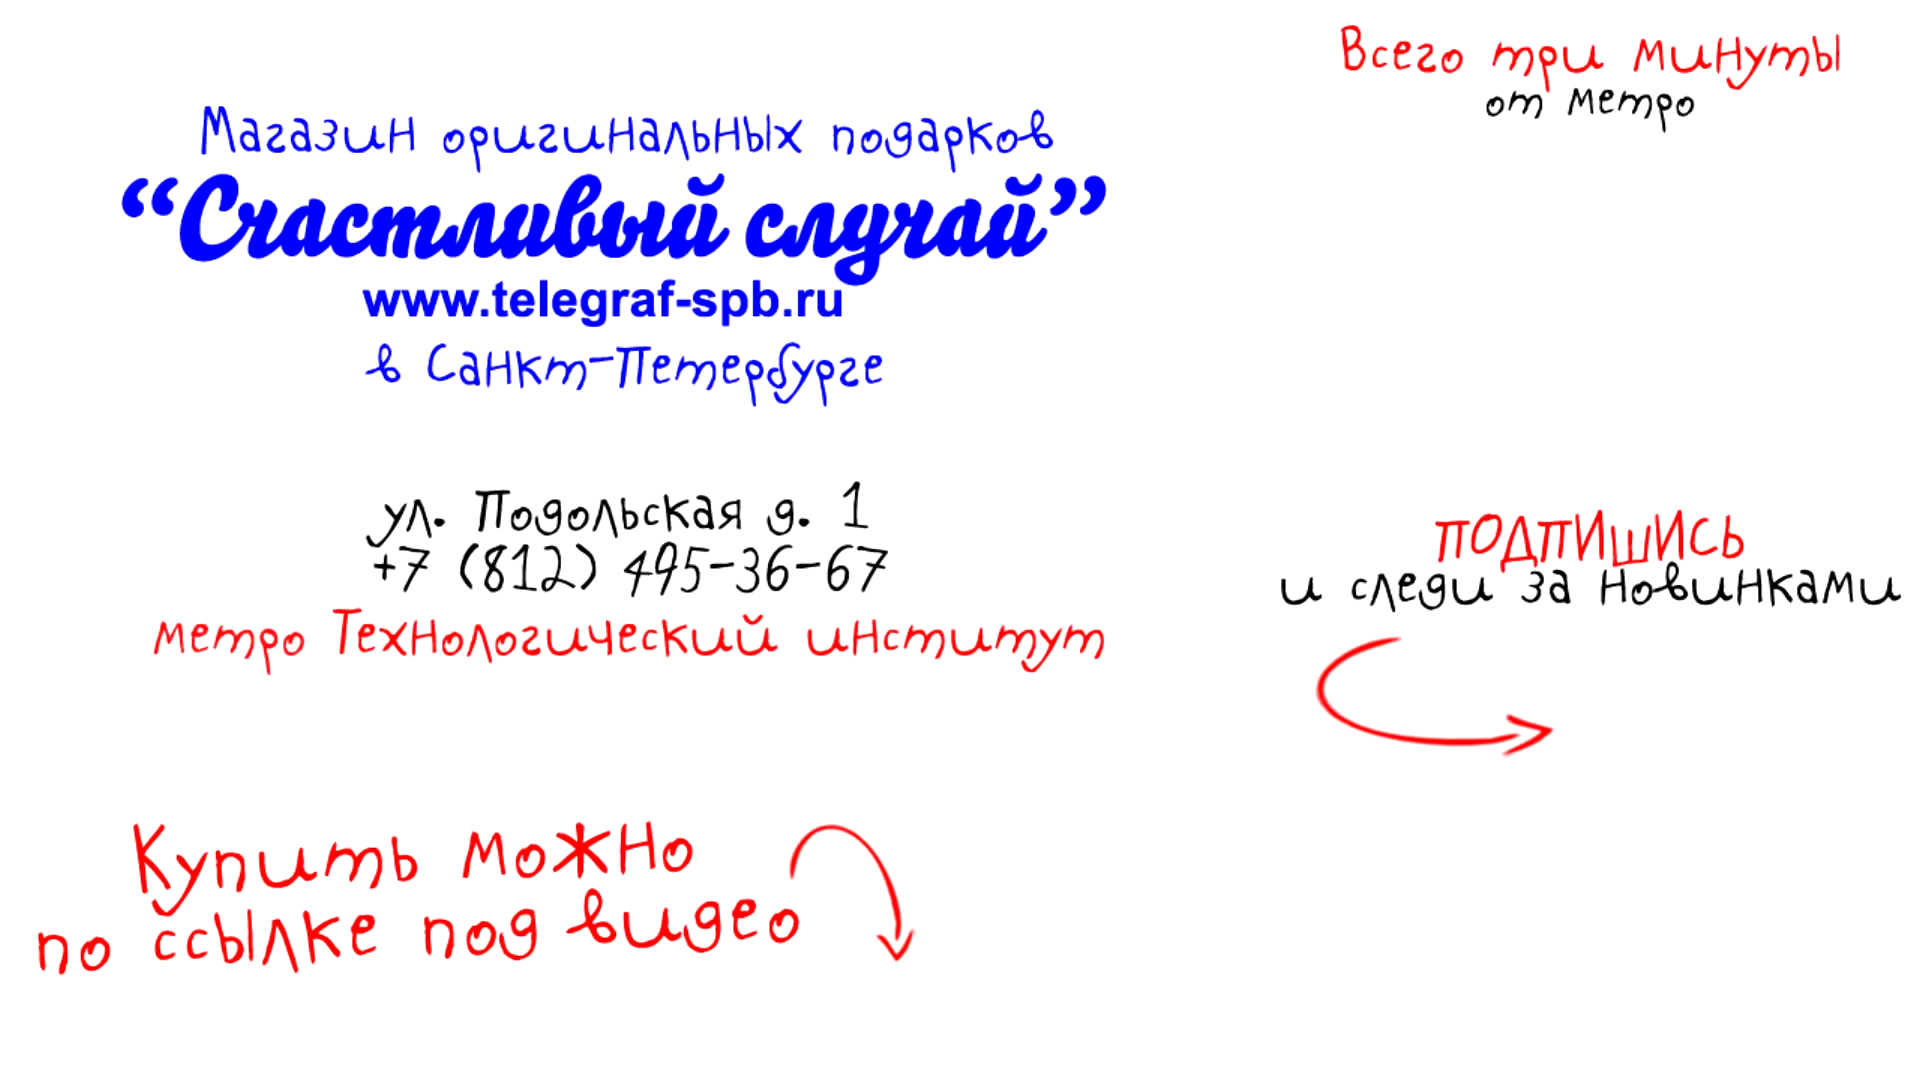 Всего три минуты
от метро
Магазин оригинальных подарков
“Счастливый случай”
www.telegraf-spb.ru
в Санкт-Петербурге
ул. Подольская д. 1
+7 (812) 495-36-67
метро Технологический институт
ПОДПИШИСЬ
и следи за новинками
Купить можно
по ссылке под видео